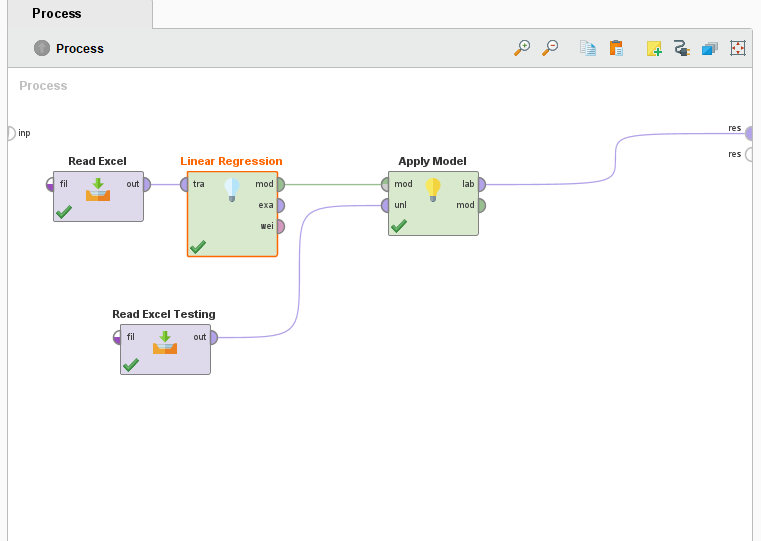 Process
Process
Process
inp
res
res
Read Excel
Linear Regression
Apply Model
fil out
tra mod
exa
wei
mod lab
unl mod
Read Excel Testing
fil out